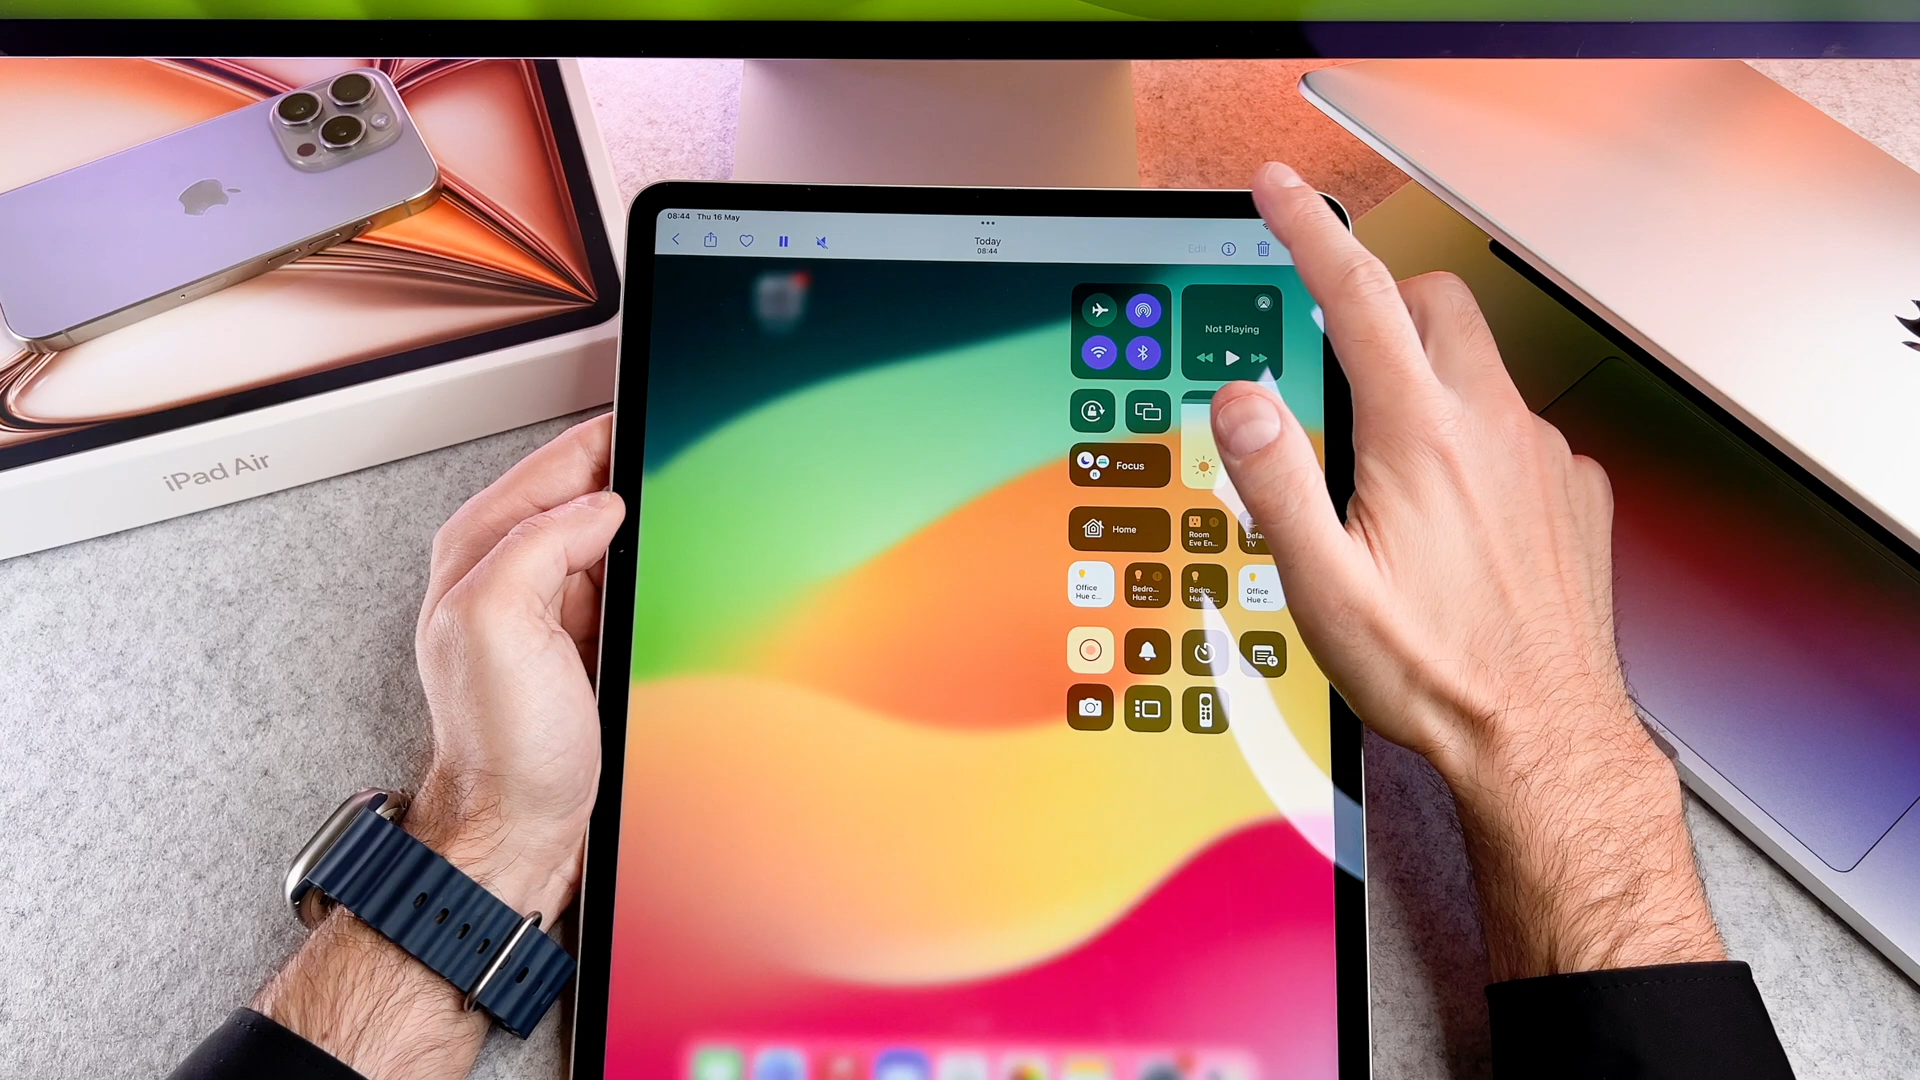 iPad Air
08:44 Thu 16 May
Today
08:44
Edit
Not Playing
Focus
Home
Room
Eve En...
TV
Office
Hue c...
Bedro...
Hue c...
Bedro...
Office
Hue c...